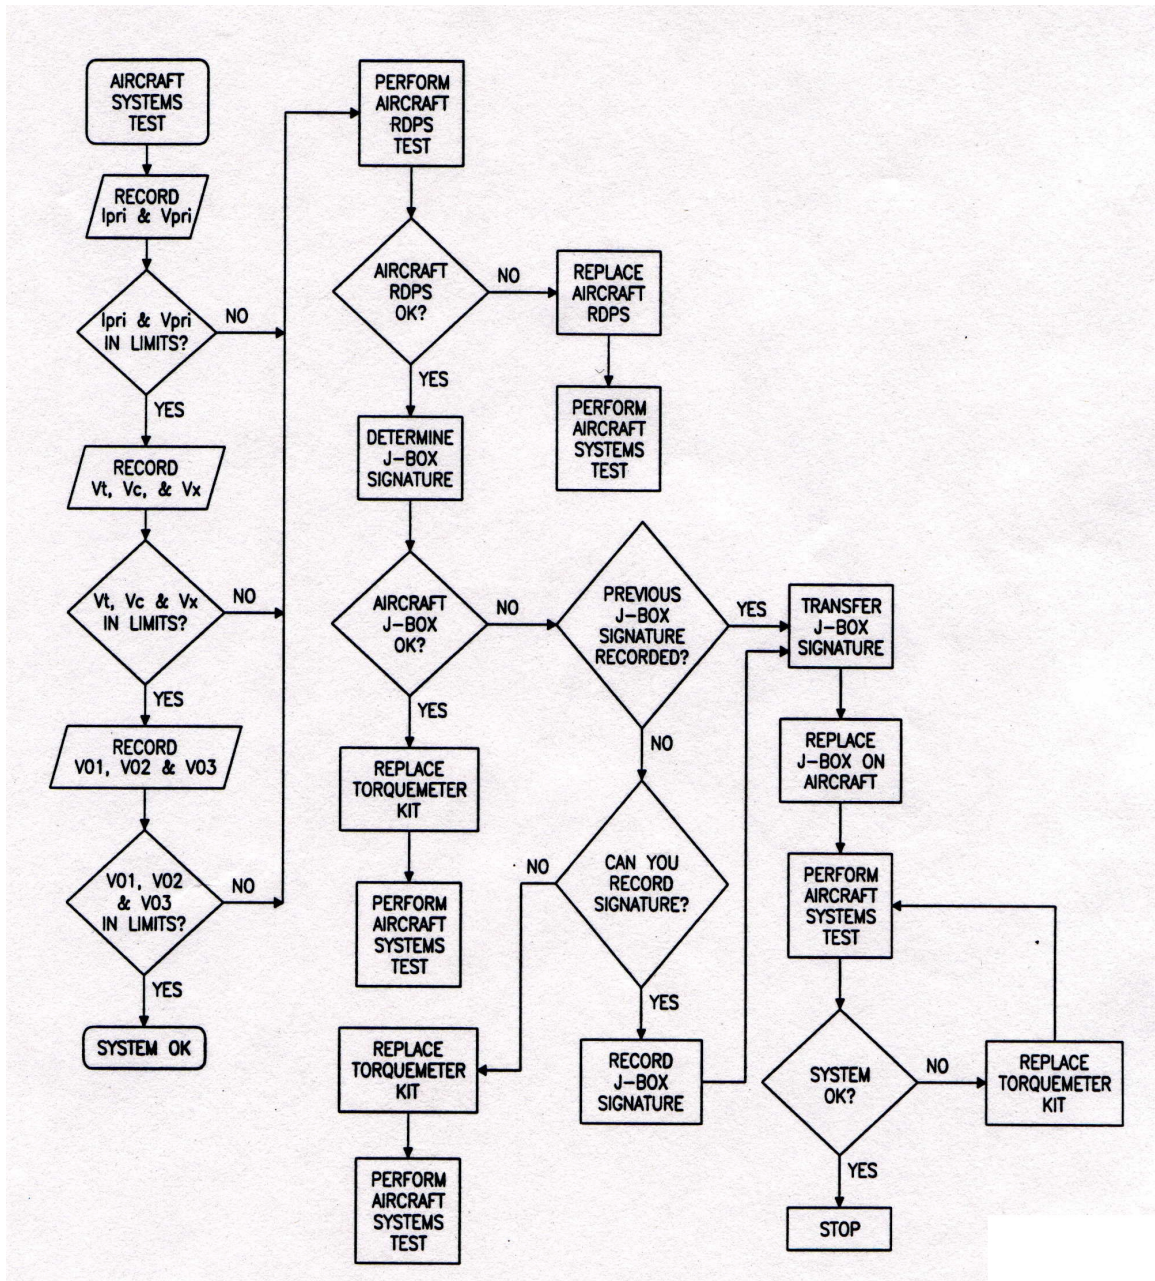 AIRCRAFT
SYSTEMS
TEST
RECORD
Ipri & Vpri
Ipri & Vpri
IN LIMITS?
NO
YES
RECORD
Vt, Vc, & Vx
Vt, Vc & Vx
IN LIMITS?
NO
YES
RECORD
V01, V02 & V03
V01, V02
& V03
IN LIMITS?
NO
YES
SYSTEM OK
PERFORM
AIRCRAFT
RDPS
TEST
AIRCRAFT
RDPS
OK?
NO
REPLACE
AIRCRAFT
RDPS
PERFORM
AIRCRAFT
SYSTEMS
TEST
YES
DETERMINE
J-BOX
SIGNATURE
AIRCRAFT
J-BOX
OK?
NO
YES
REPLACE
TORQUEMETER
KIT
PERFORM
AIRCRAFT
SYSTEMS
TEST
PREVIOUS
J-BOX
SIGNATURE
RECORDED?
YES
NO
CAN YOU
RECORD
SIGNATURE?
NO
YES
REPLACE
TORQUEMETER
KIT
PERFORM
AIRCRAFT
SYSTEMS
TEST
RECORD
J-BOX
SIGNATURE
TRANSFER
J-BOX
SIGNATURE
REPLACE
J-BOX ON
AIRCRAFT
PERFORM
AIRCRAFT
SYSTEMS
TEST
SYSTEM
OK?
NO
REPLACE
TORQUEMETER
KIT
YES
STOP